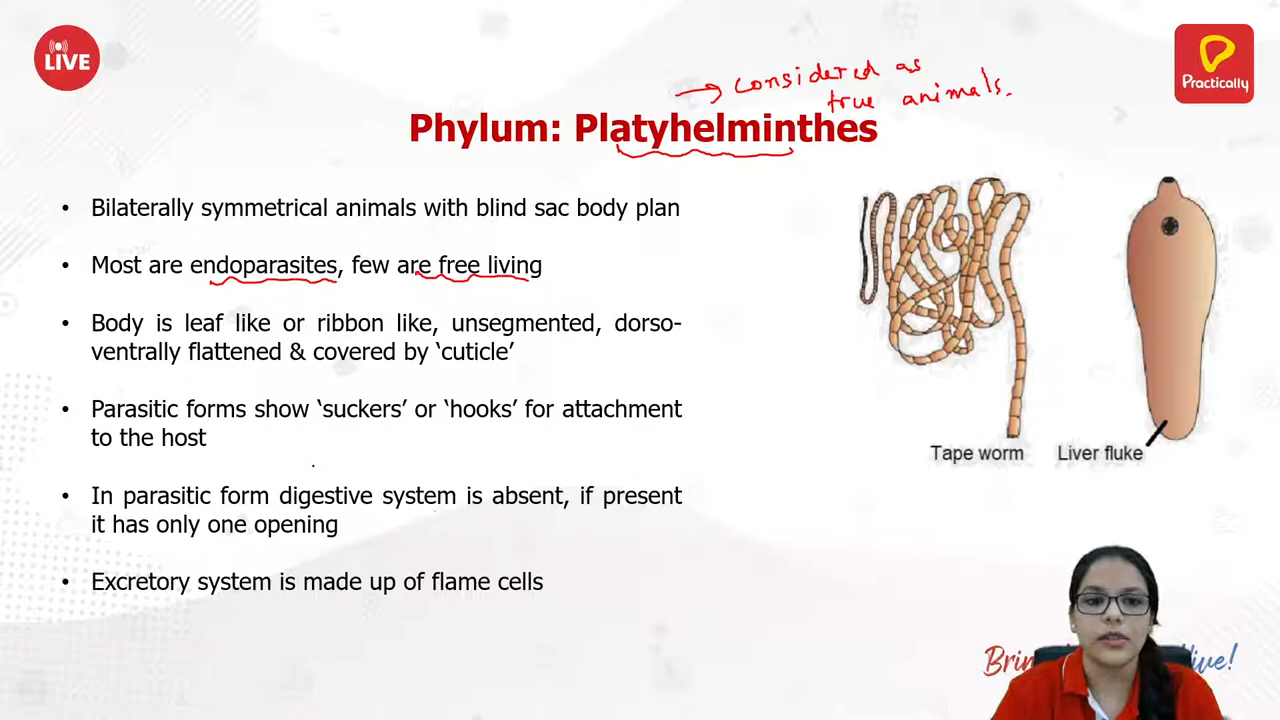 LIVE
Practically
→ considered as
true animals.
Phylum: Platyhelminthes
• Bilaterally symmetrical animals with blind sac body plan
• Most are endoparasites, few are free living
• Body is leaf like or ribbon like, unsegmented, dorso-
ventrally flattened & covered by ‘cuticle’
• Parasitic forms show ‘suckers’ or ‘hooks’ for attachment
to the host
• In parasitic form digestive system is absent, if present
it has only one opening
• Excretory system is made up of flame cells
Tape worm
Liver fluke